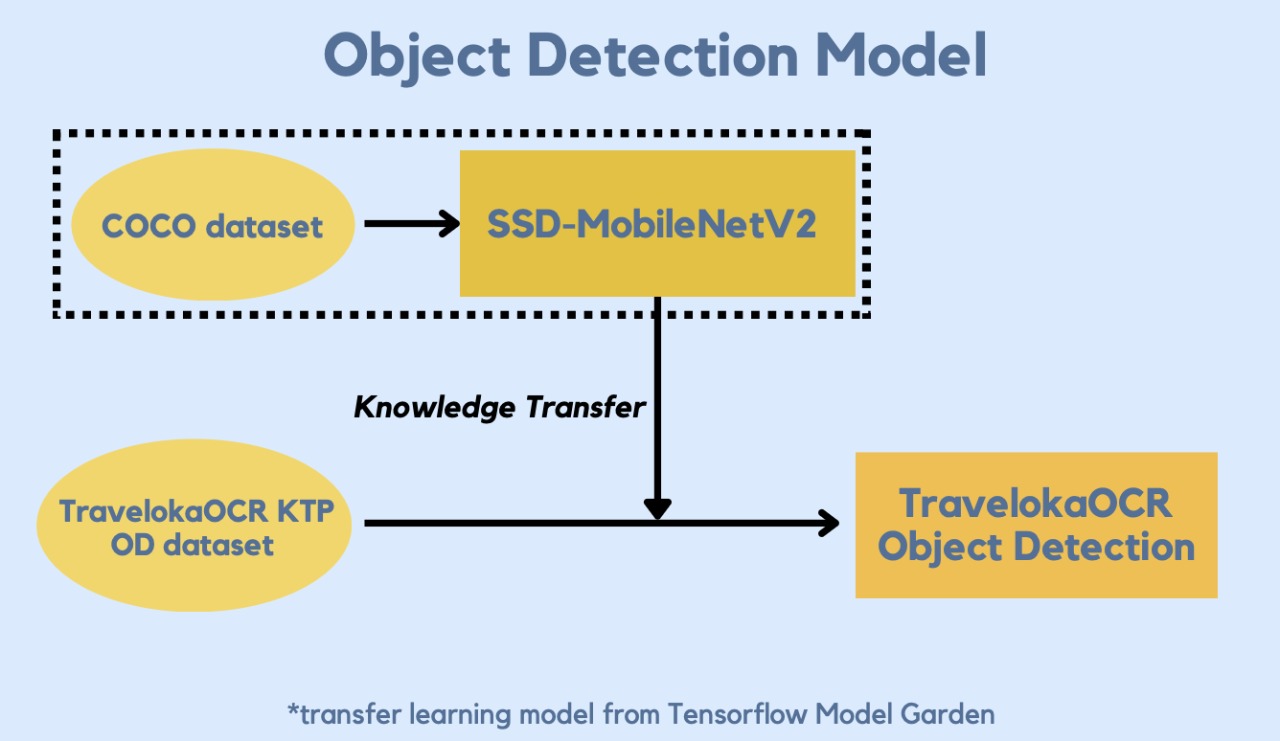 Object Detection Model
COCO dataset
SSD-MobileNetV2
Knowledge Transfer
TravelokaOCR KTP
OD dataset
TravelokaOCR
Object Detection
*transfer learning model from Tensorflow Model Garden